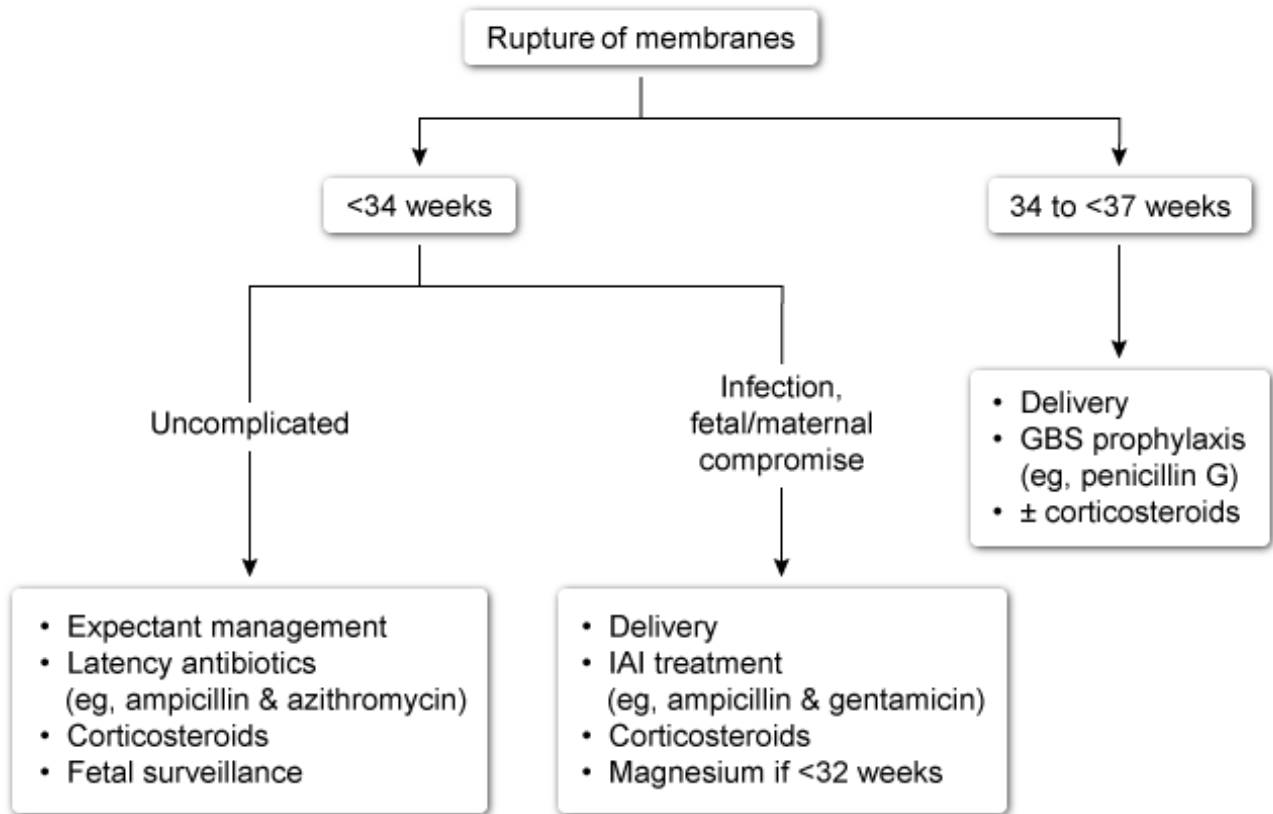 Rupture of membranes
<34 weeks
34 to <37 weeks
Uncomplicated
Infection,
fetal/maternal
compromise
• Delivery
• GBS prophylaxis
(eg, penicillin G)
• ± corticosteroids
• Expectant management
• Latency antibiotics
(eg, ampicillin & azithromycin)
• Corticosteroids
• Fetal surveillance
• Delivery
• IAI treatment
(eg, ampicillin & gentamicin)
• Corticosteroids
• Magnesium if <32 weeks